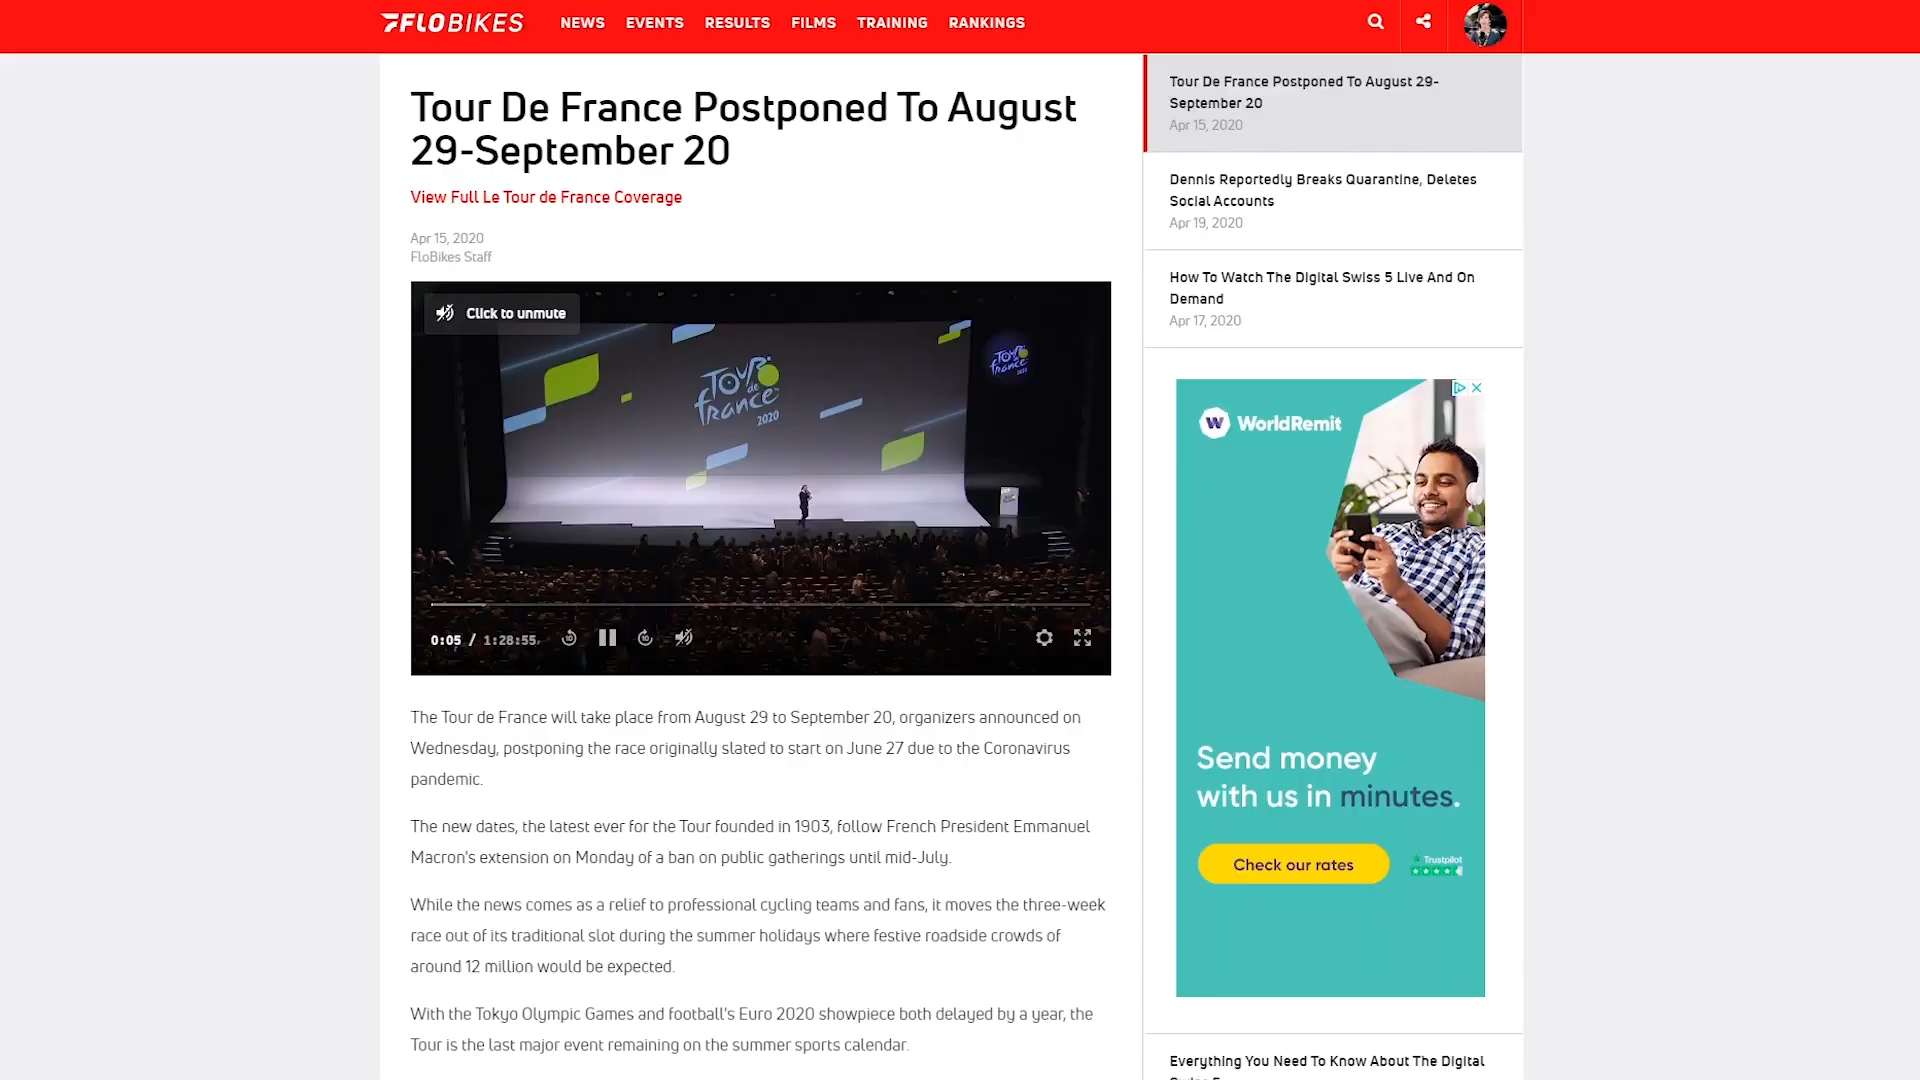 FLOBIKES NEWS EVENTS RESULTS FILMS TRAINING RANKINGS
Tour De France Postponed To August
29-September 20
View Full Le Tour de France Coverage
Apr 15, 2020
FloBikes Staff
Click to unmute
TOUR
de
france
2020
TOUR
de
france
0:05 / 1:28:55
10
10
The Tour de France will take place from August 29 to September 20, organizers announced on
Wednesday, postponing the race originally slated to start on June 27 due to the Coronavirus
pandemic.
The new dates, the latest ever for the Tour founded in 1903, follow French President Emmanuel
Macron's extension on Monday of a ban on public gatherings until mid-July.
While the news comes as a relief to professional cycling teams and fans, it moves the three-week
race out of its traditional slot during the summer holidays where festive roadside crowds of
around 12 million would be expected.
With the Tokyo Olympic Games and football's Euro 2020 showpiece both delayed by a year, the
Tour is the last major event remaining on the summer sports calendar.
Tour De France Postponed To August 29-
September 20
Apr 15, 2020
Dennis Reportedly Breaks Quarantine, Deletes
Social Accounts
Apr 19, 2020
How To Watch The Digital Swiss 5 Live And On
Demand
Apr 17, 2020
W WorldRemit
Send money
with us in minutes.
Check our rates
Trustpilot
Everything You Need To Know About The Digital
Swiss 5